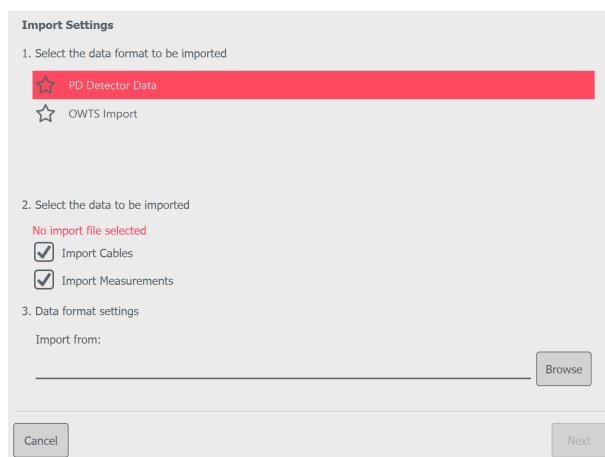 Import Settings
1. Select the data format to be imported
PD Detector Data
OWTS Import
2. Select the data to be imported
No import file selected
Import Cables
Import Measurements
3. Data format settings
Import from:
Browse
Cancel
Next